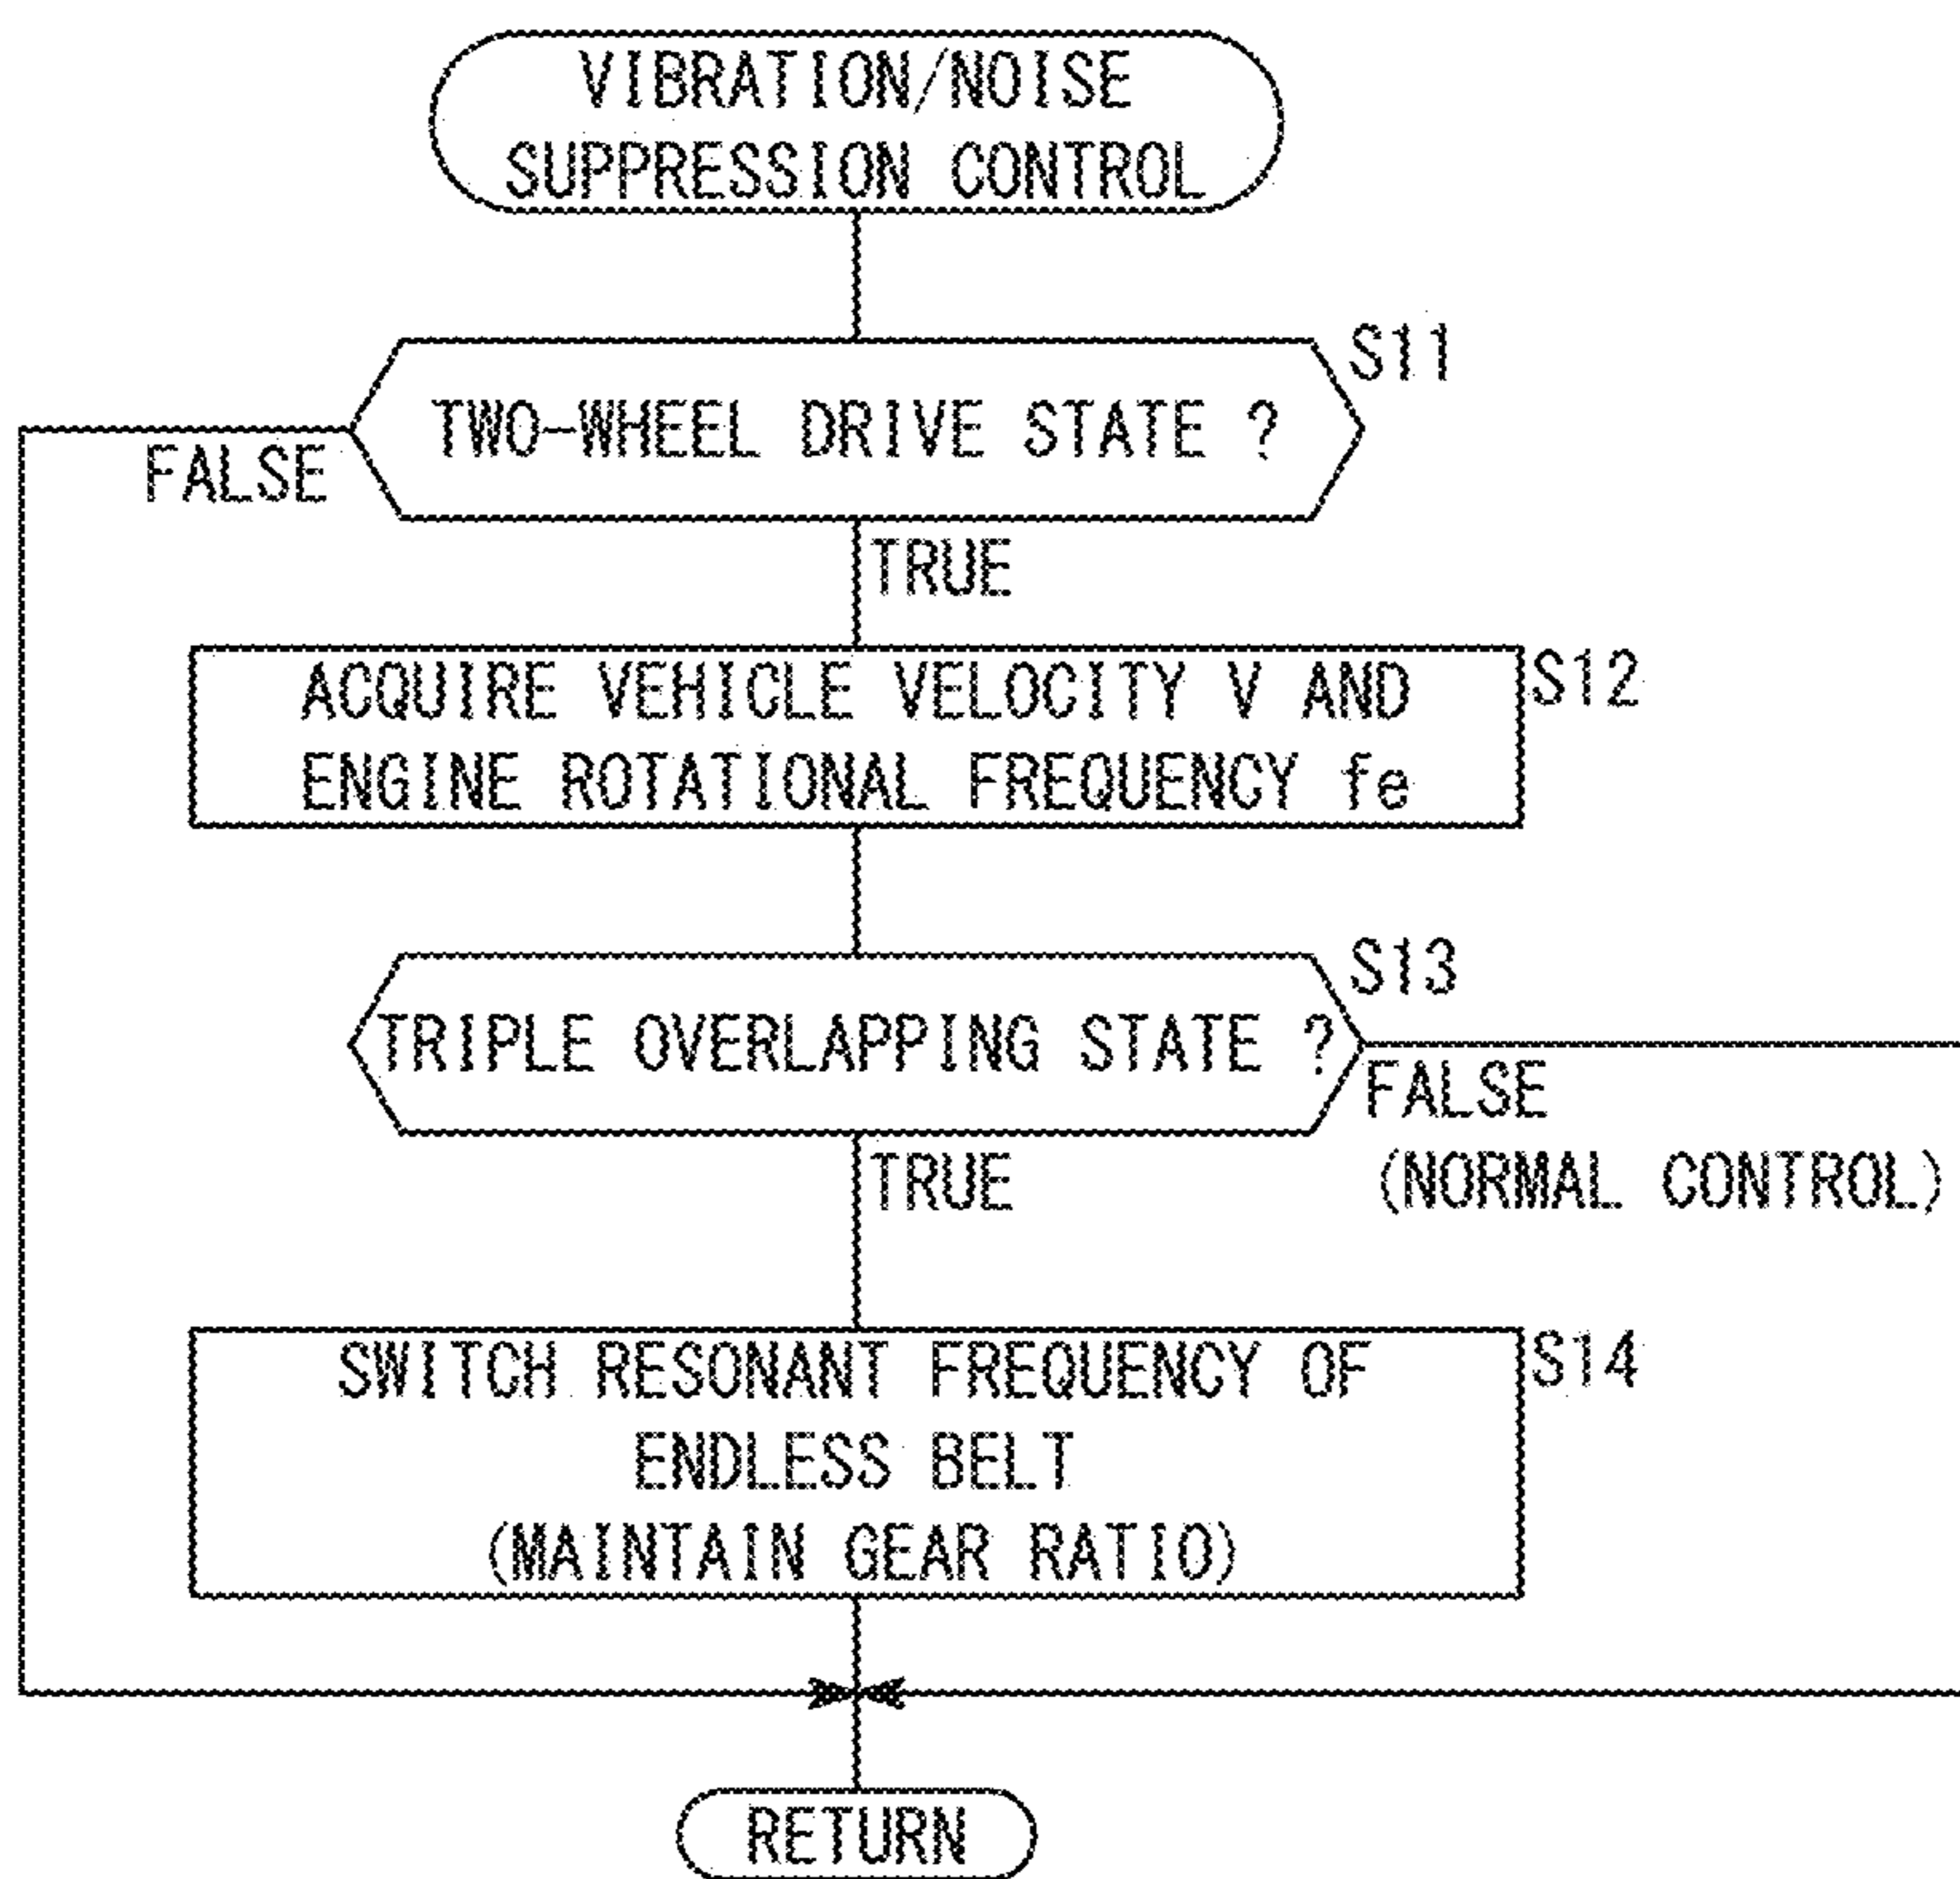 VIBRATION/NOISE
SUPPRESSION CONTROL
S11
TWO-WHEEL DRIVE STATE ?
FALSE
TRUE
ACQUIRE VEHICLE VELOCITY V AND
ENGINE ROTATIONAL FREQUENCY fe
S12
S13
TRIPLE OVERLAPPING STATE ?
FALSE
(NORMAL CONTROL)
TRUE
SWITCH RESONANT FREQUENCY OF
ENDLESS BELT
(MAINTAIN GEAR RATIO)
S14
RETURN